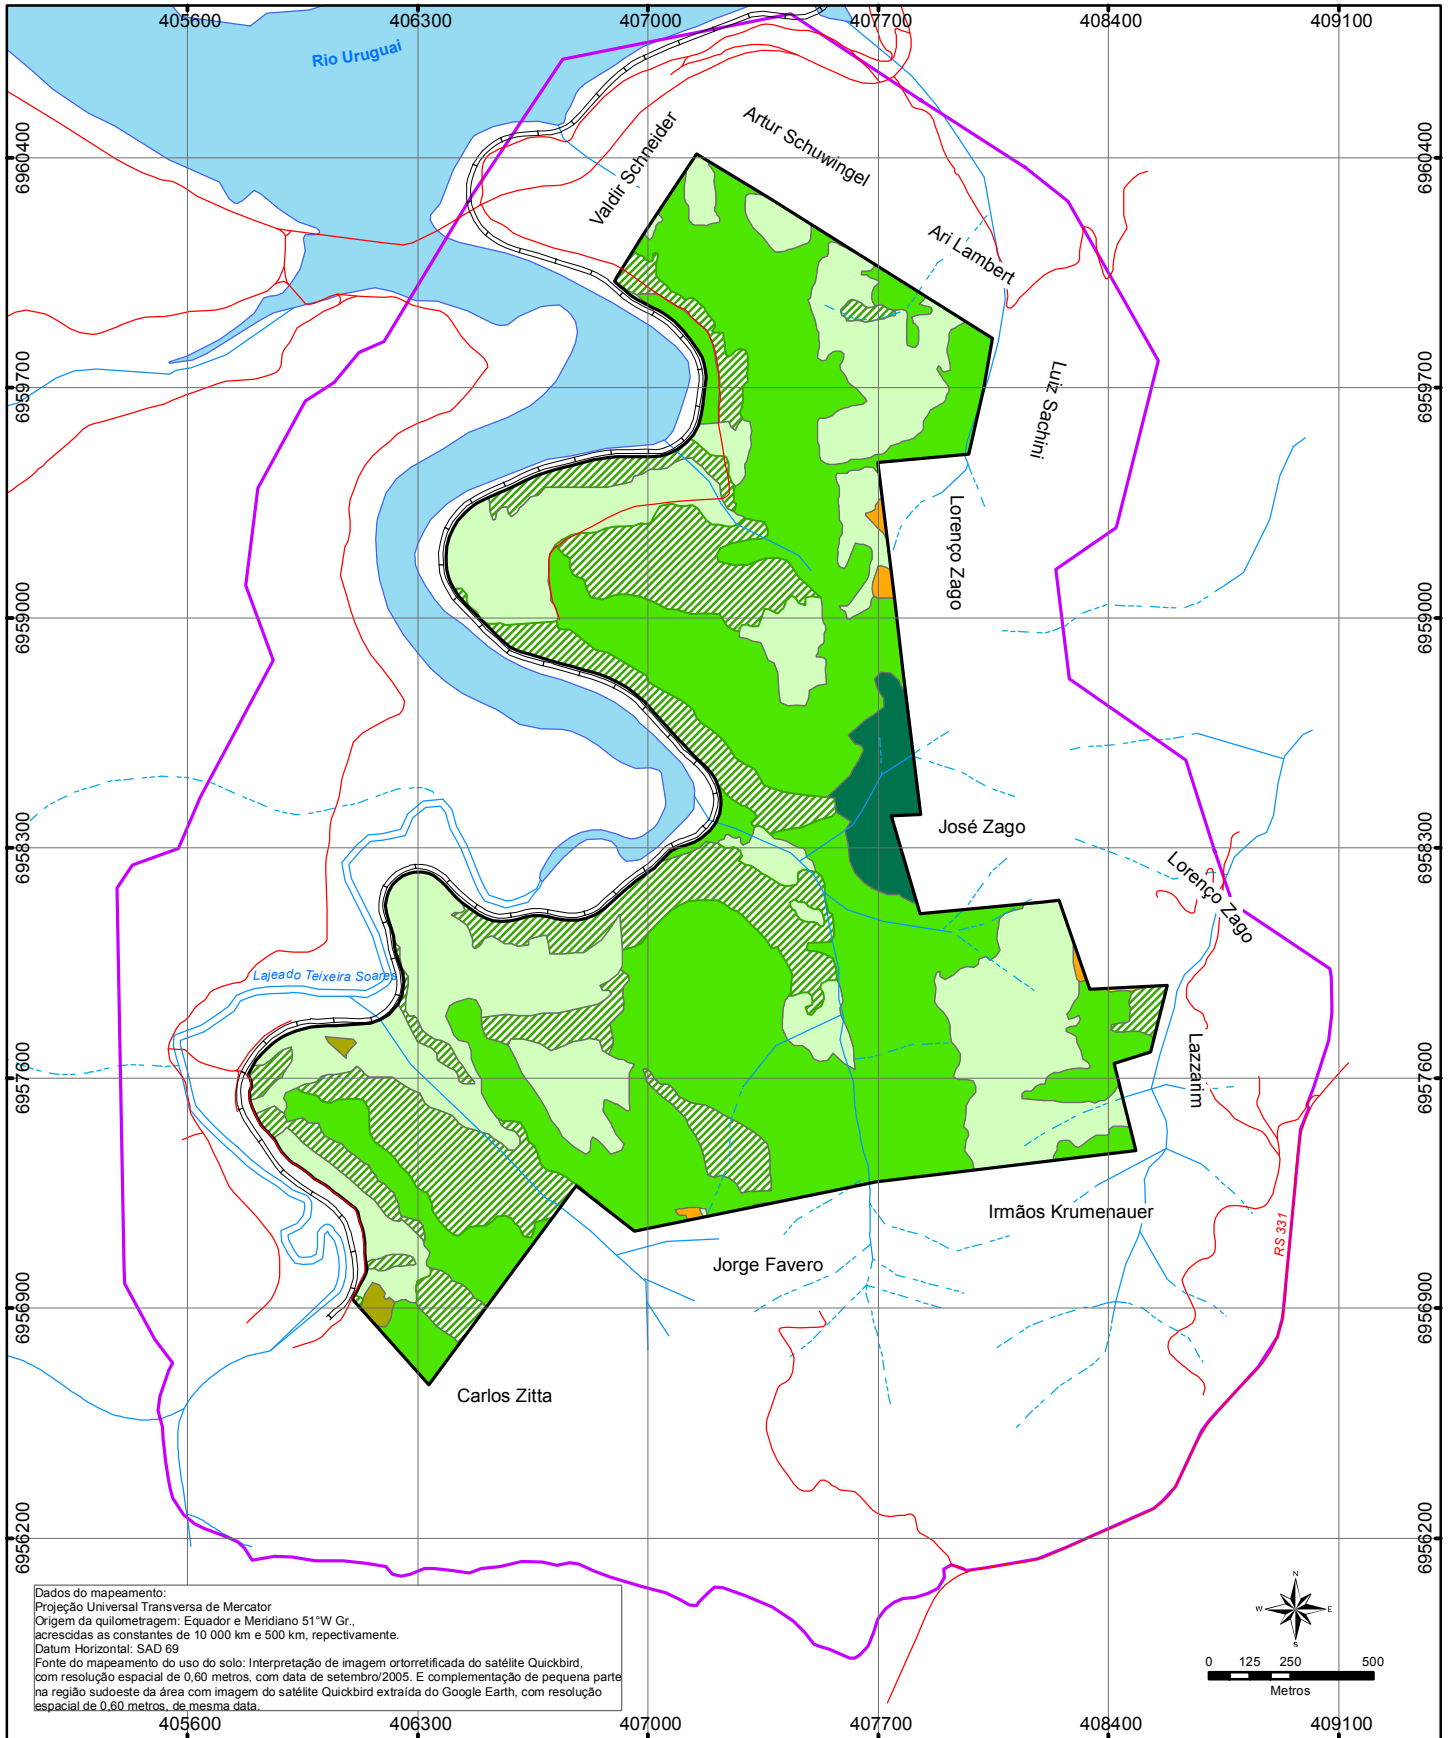 405600
406300
407000
407700
408400
409100
Rio Uruguai
6960400
6960400
Valdir Schneider
Artur Schuwingel
Ari Lambert
6959700
6959700
Luiz Sachini
Lorenço Zago
6959000
6959000
José Zago
6958300
6958300
Lorenço Zago
Lajeado Teixeira Soares
Lazzarim
6957600
6957600
Irmãos Krumenauer
RS 331
Jorge Favero
6956900
6956900
Carlos Zitta
6956200
6956200
Dados do mapeamento:
Projeção Universal Transversa de Mercator
Origem da quilometragem: Equador e Meridiano 51°W Gr.,
acrescidas as constantes de 10 000 km e 500 km, repectivamente.
Datum Horizontal: SAD 69
Fonte do mapeamento do uso do solo: Interpretação de imagem ortorretificada do satélite Quickbird,
com resolução espacial de 0,60 metros, com data de setembro/2005. E complementação de pequena parte
na região sudoeste da área com imagem do satélite Quickbird extraída do Google Earth, com resolução
espacial de 0,60 metros, de mesma data.
N
W
E
S
0 125 250 500
Metros
405600
406300
407000
407700
408400
409100